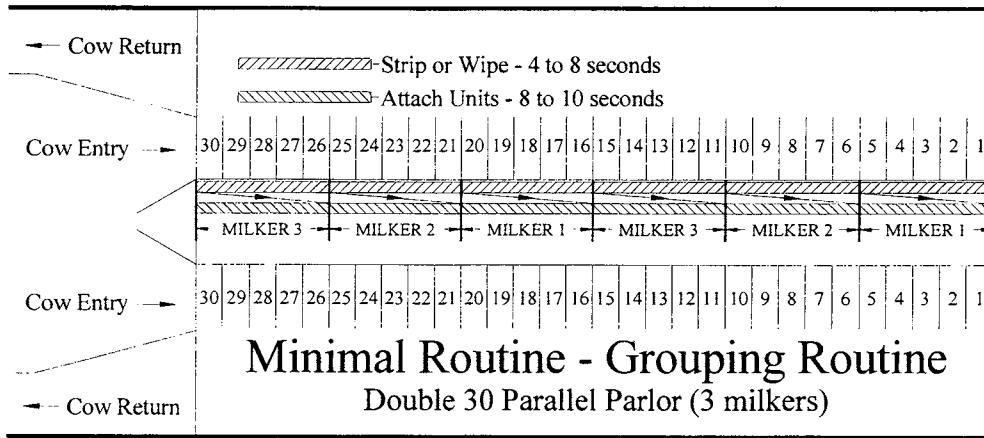 Cow Return
Strip or Wipe - 4 to 8 seconds
Attach Units - 8 to 10 seconds
Cow Entry
30 29 28 27 26 25 24 23 22 21 20 19 18 17 16 15 14 13 12 11 10 9 8 7 6 5 4 3 2 1
MILKER 3 MILKER 2 MILKER 1 MILKER 3 MILKER 2 MILKER 1
Cow Entry
30 29 28 27 26 25 24 23 22 21 20 19 18 17 16 15 14 13 12 11 10 9 8 7 6 5 4 3 2 1
Minimal Routine - Grouping Routine
Double 30 Parallel Parlor (3 milkers)
Cow Return